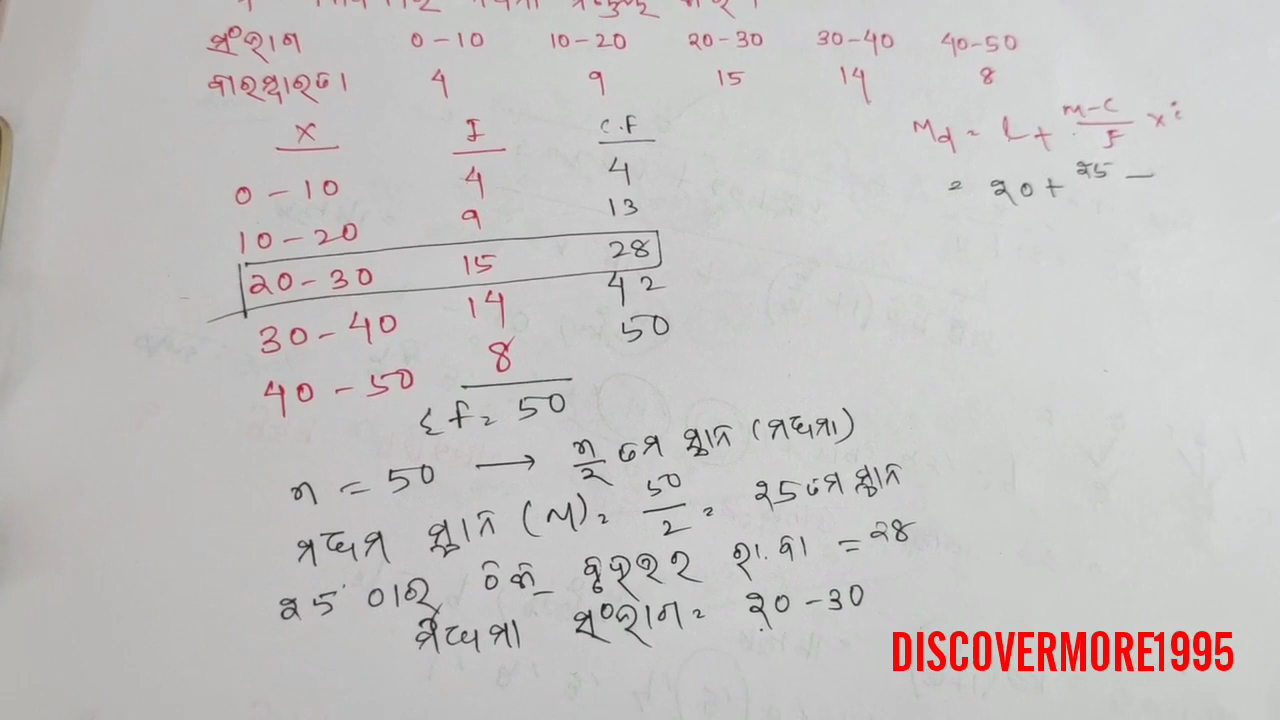 ସଂଭାଗ 0-10 10-20 20-30 30-40 40-50
ବାରମ୍ବାରତା 4 9 15 14 8
X F C.F
0-10 4 4
10-20 9 13
20-30 15 28
30-40 14 42
40-50 8 50
Σf = 50
Md = L + m-c/F × i
= 20 + 25 -
n = 50 → n/2 ତମ ସ୍ଥାନ (ମଧ୍ୟମା)
ମଧ୍ୟମ ସ୍ଥାନ (M) = 50/2 = 25ତମ ସ୍ଥାନ
25 ଠାରୁ ଠିକ୍ ବୃହତ୍ତର ରା.ବା = 28
ମଧ୍ୟମା ସଂଭାଗ = 20-30
DISCOVERMORE1995